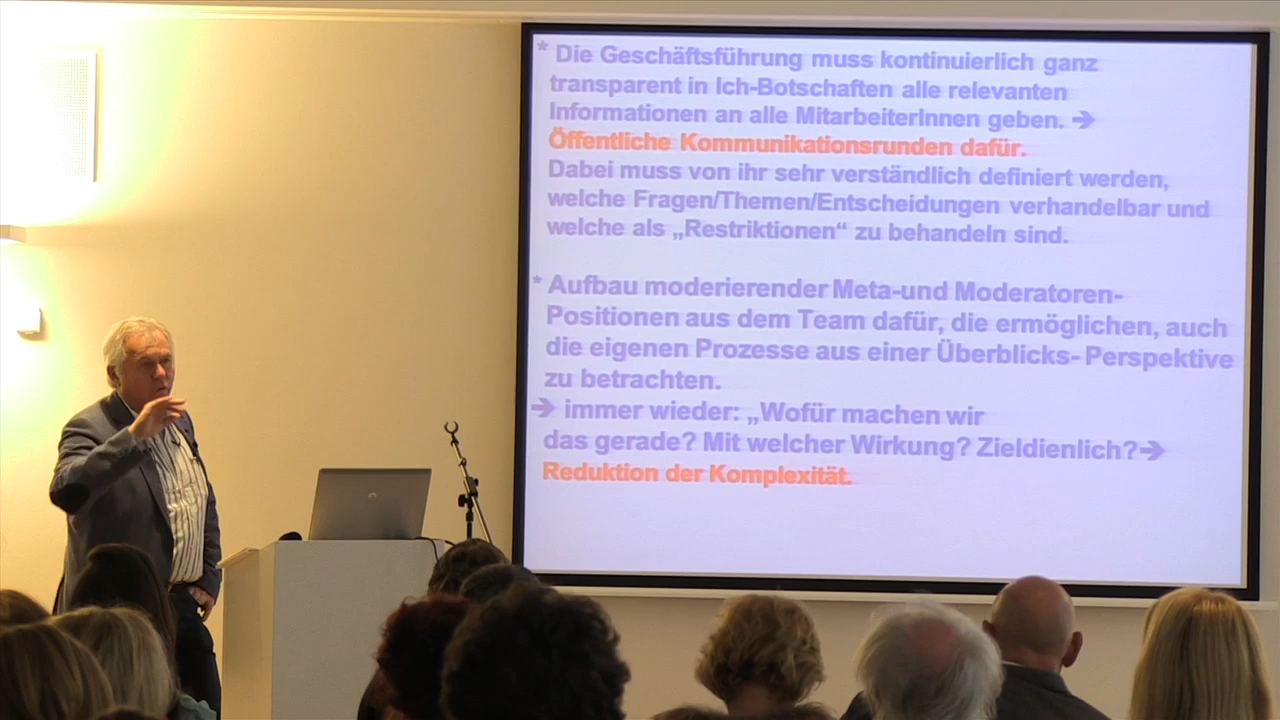 * Die Geschäftsführung muss kontinuierlich ganz
transparent in Ich-Botschaften alle relevanten
Informationen an alle MitarbeiterInnen geben. ➔
Öffentliche Kommunikationsrunden dafür.
Dabei muss von ihr sehr verständlich definiert werden,
welche Fragen/Themen/Entscheidungen verhandelbar und
welche als „Restriktionen“ zu behandeln sind.
* Aufbau moderierender Meta-und Moderatoren-
Positionen aus dem Team dafür, die ermöglichen, auch
die eigenen Prozesse aus einer Überblicks- Perspektive
zu betrachten.
➔ immer wieder: „Wofür machen wir
das gerade? Mit welcher Wirkung? Zieldienlich?➔
Reduktion der Komplexität.